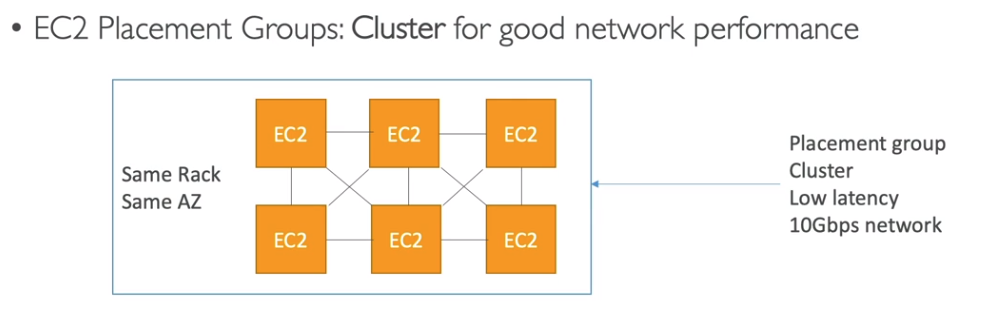 • EC2 Placement Groups: Cluster for good network performance
EC2 EC2 EC2
Same Rack
Same AZ
EC2 EC2 EC2
Placement group
Cluster
Low latency
10Gbps network